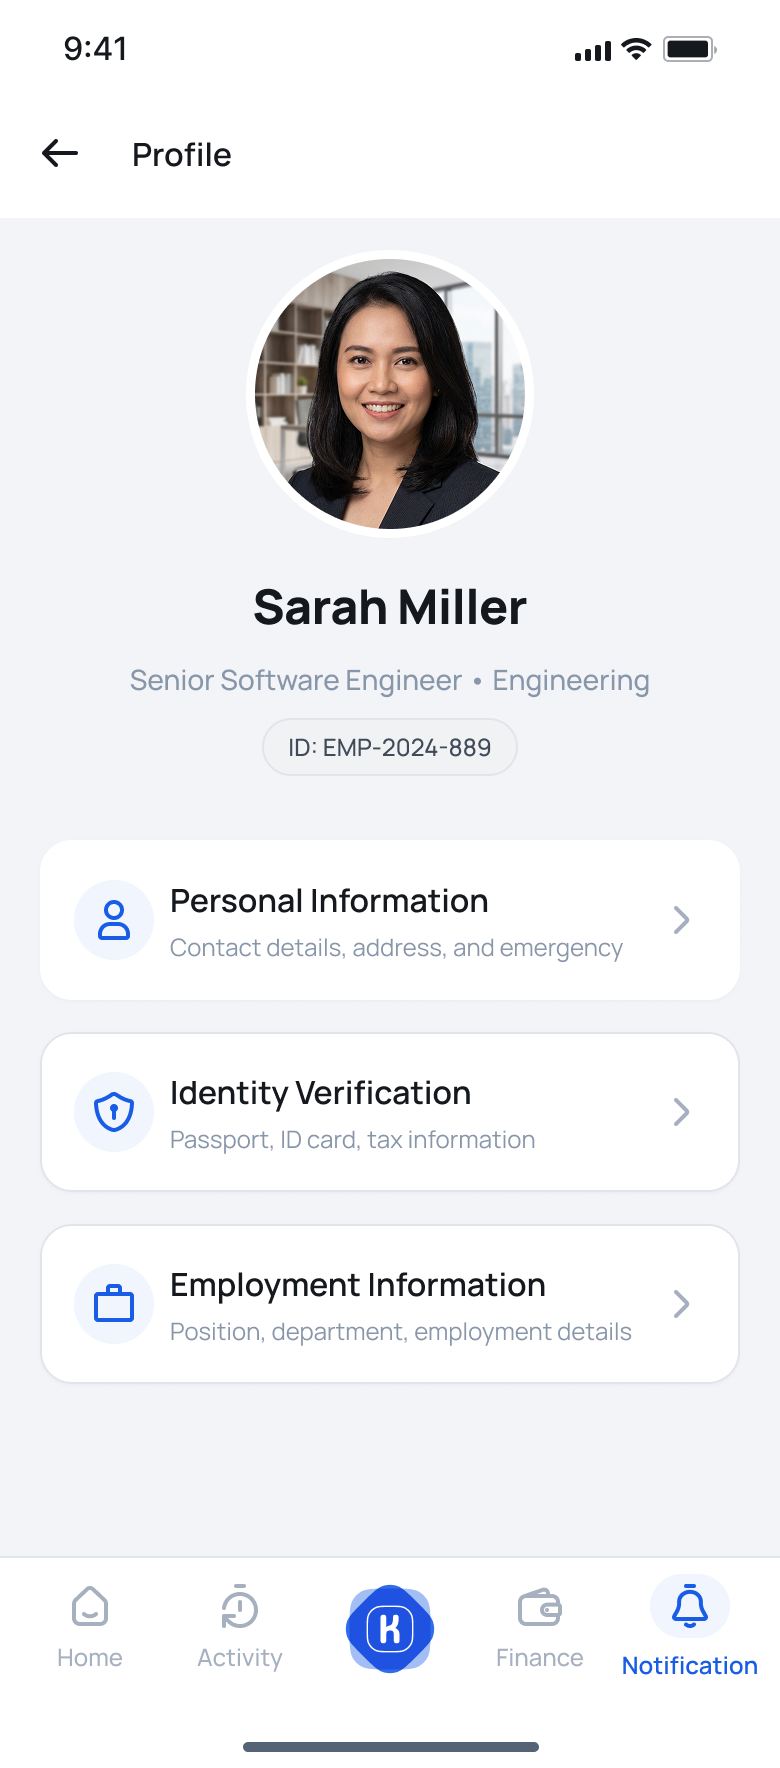 9:41
Profile
Sarah Miller
Senior Software Engineer • Engineering
ID: EMP-2024-889
Personal Information
Contact details, address, and emergency
Identity Verification
Passport, ID card, tax information
Employment Information
Position, department, employment details
Home
Activity
K
Finance
Notification